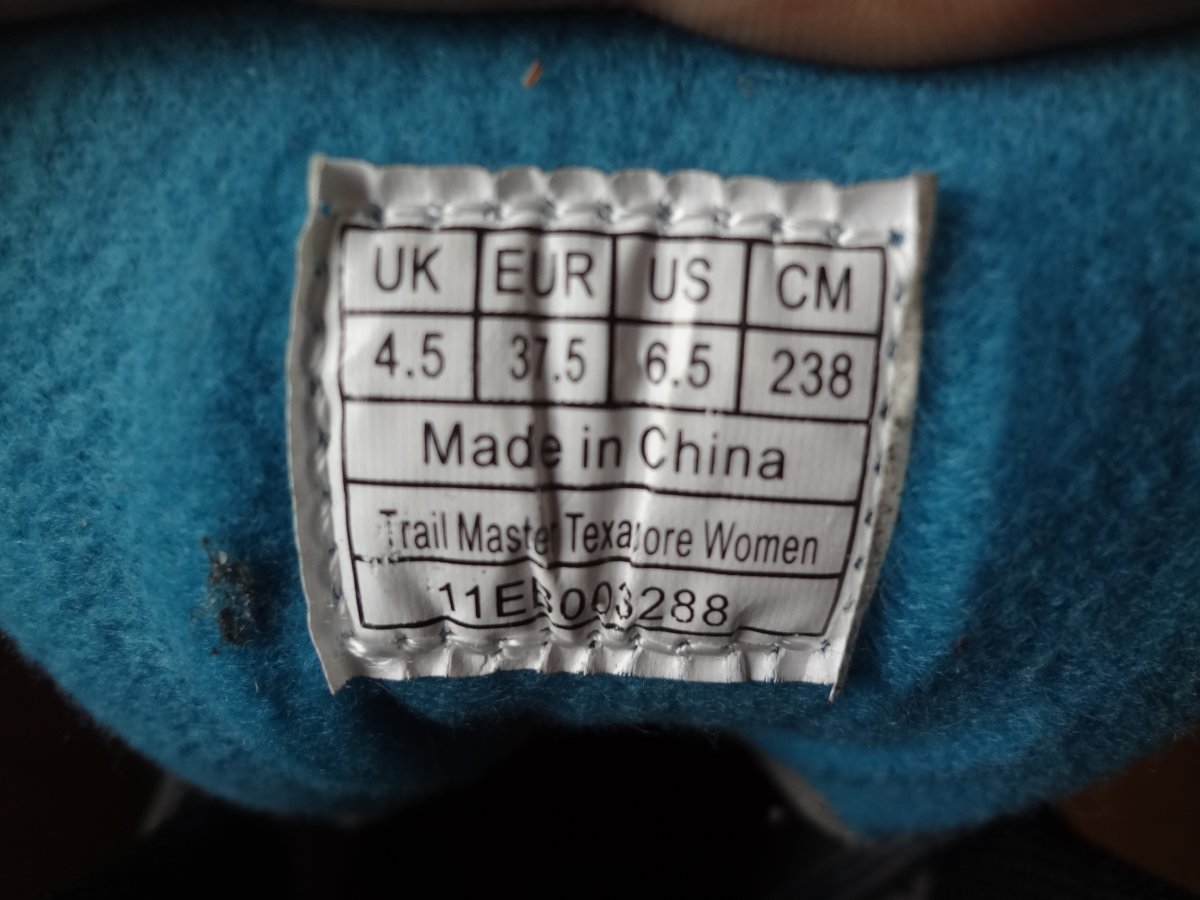 UK EUR US CM
4.5 37.5 6.5 238
Made in China
Trail Master Texapore Women
11EB003288